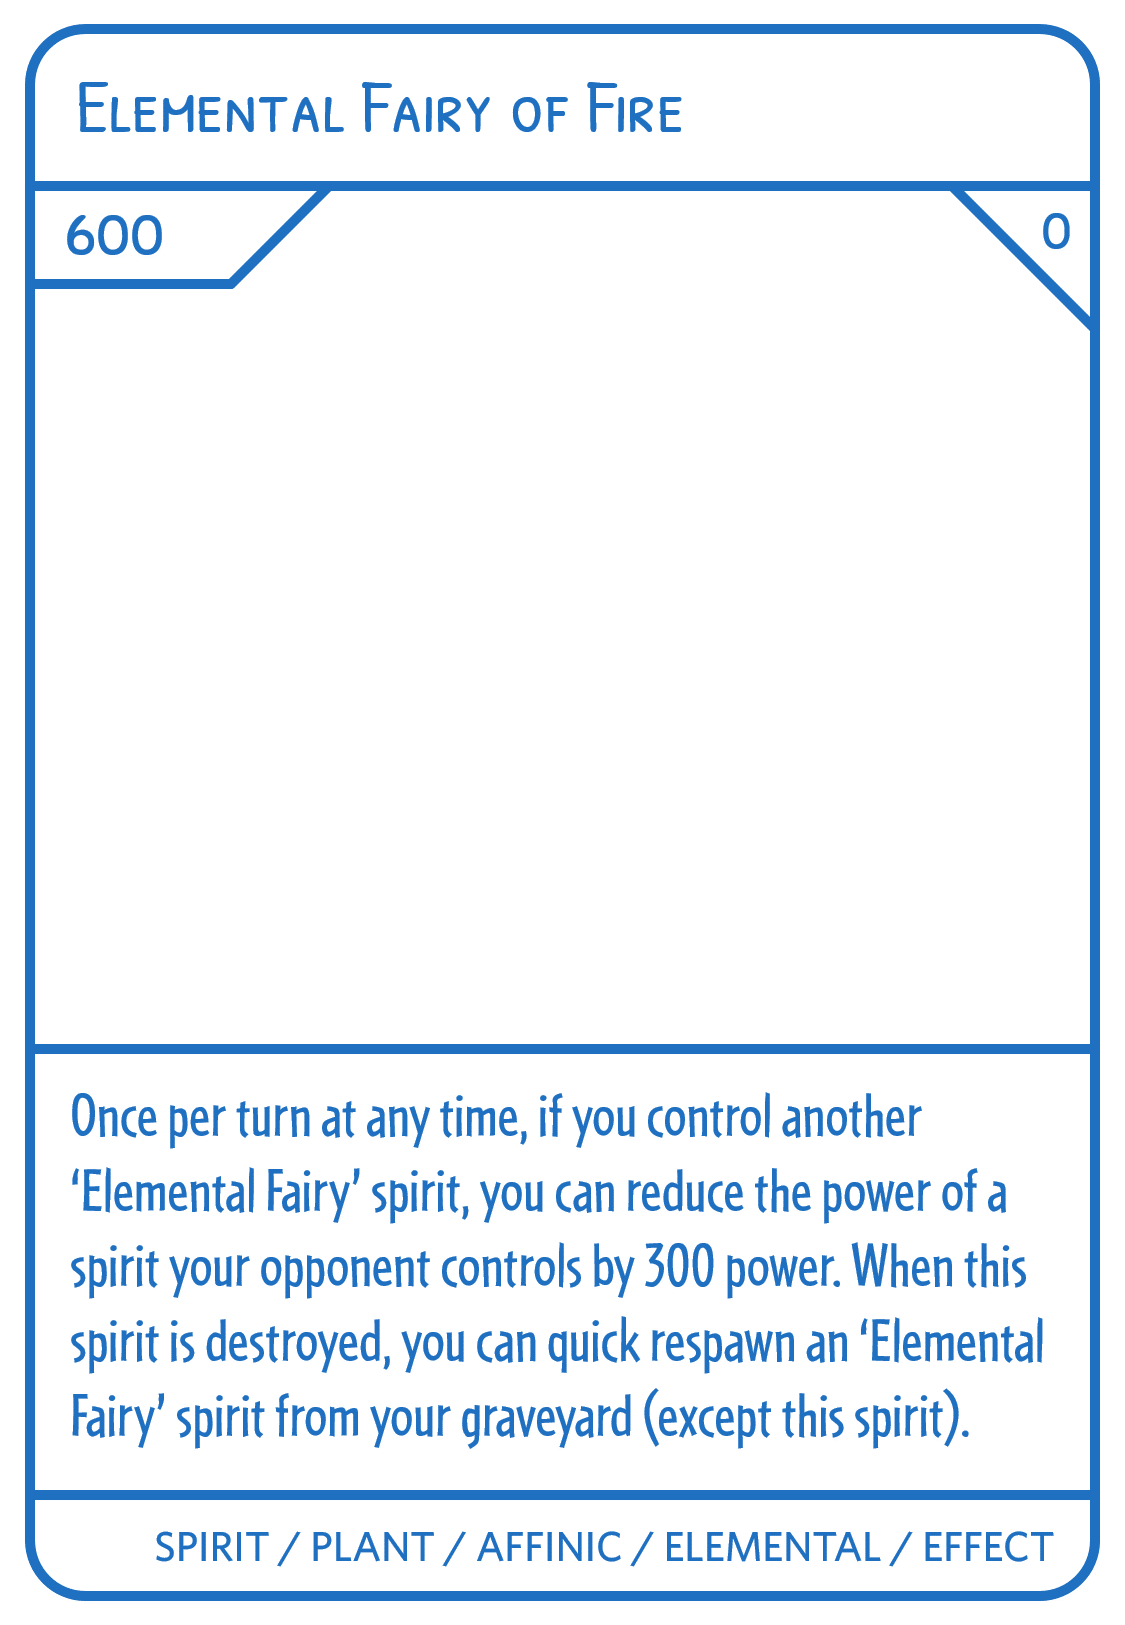 Elemental Fairy of Fire
600
0
Once per turn at any time, if you control another
‘Elemental Fairy’ spirit, you can reduce the power of a
spirit your opponent controls by 300 power. When this
spirit is destroyed, you can quick respawn an ‘Elemental
Fairy’ spirit from your graveyard (except this spirit).
SPIRIT / PLANT / AFFINIC / ELEMENTAL / EFFECT